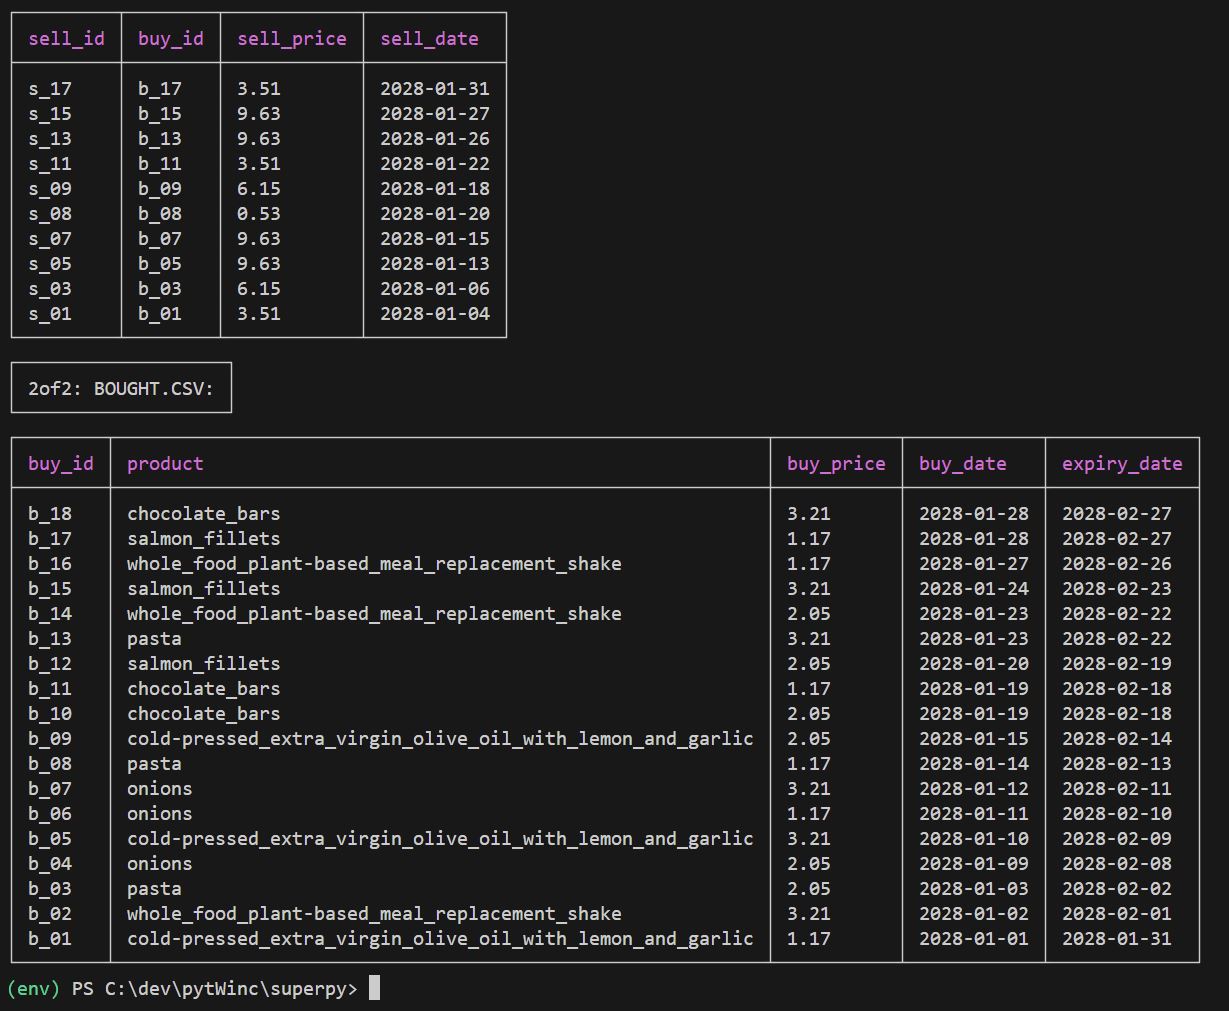 sell_id buy_id sell_price sell_date
s_17 b_17 3.51 2028-01-31
s_15 b_15 9.63 2028-01-27
s_13 b_13 9.63 2028-01-26
s_11 b_11 3.51 2028-01-22
s_09 b_09 6.15 2028-01-18
s_08 b_08 0.53 2028-01-20
s_07 b_07 9.63 2028-01-15
s_05 b_05 9.63 2028-01-13
s_03 b_03 6.15 2028-01-06
s_01 b_01 3.51 2028-01-04
2of2: BOUGHT.CSV:
buy_id product buy_price buy_date expiry_date
b_18 chocolate_bars 3.21 2028-01-28 2028-02-27
b_17 salmon_fillets 1.17 2028-01-28 2028-02-27
b_16 whole_food_plant-based_meal_replacement_shake 1.17 2028-01-27 2028-02-26
b_15 salmon_fillets 3.21 2028-01-24 2028-02-23
b_14 whole_food_plant-based_meal_replacement_shake 2.05 2028-01-23 2028-02-22
b_13 pasta 3.21 2028-01-23 2028-02-22
b_12 salmon_fillets 2.05 2028-01-20 2028-02-19
b_11 chocolate_bars 1.17 2028-01-19 2028-02-18
b_10 chocolate_bars 2.05 2028-01-19 2028-02-18
b_09 cold-pressed_extra_virgin_olive_oil_with_lemon_and_garlic 2.05 2028-01-15 2028-02-14
b_08 pasta 1.17 2028-01-14 2028-02-13
b_07 onions 3.21 2028-01-12 2028-02-11
b_06 onions 1.17 2028-01-11 2028-02-10
b_05 cold-pressed_extra_virgin_olive_oil_with_lemon_and_garlic 3.21 2028-01-10 2028-02-09
b_04 onions 2.05 2028-01-09 2028-02-08
b_03 pasta 2.05 2028-01-03 2028-02-02
b_02 whole_food_plant-based_meal_replacement_shake 3.21 2028-01-02 2028-02-01
b_01 cold-pressed_extra_virgin_olive_oil_with_lemon_and_garlic 1.17 2028-01-01 2028-01-31
(env) PS C:\dev\pytWinc\superpy>